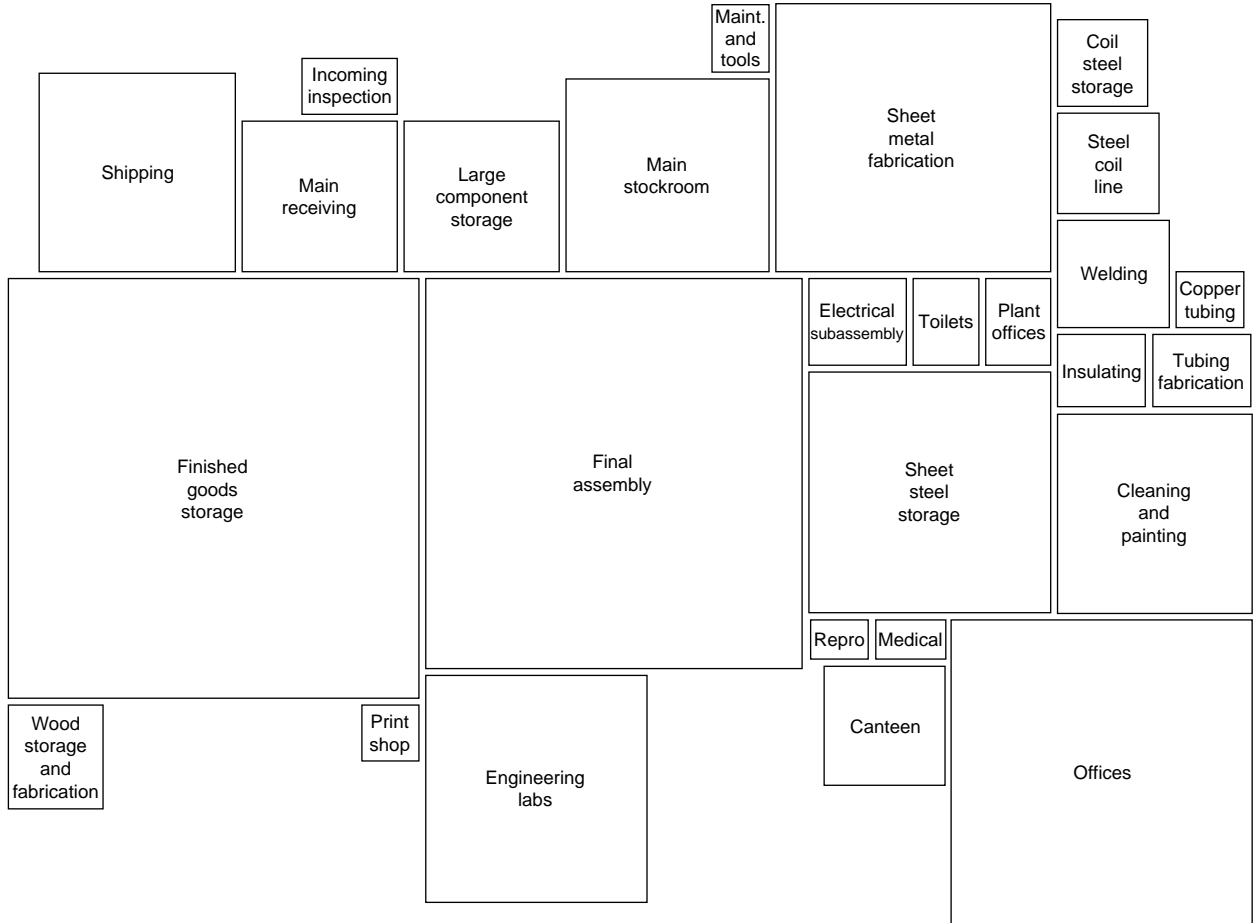 Maint.
and
tools
Coil
steel
storage
Incoming
inspection
Shipping
Main
receiving
Large
component
storage
Main
stockroom
Sheet
metal
fabrication
Steel
coil
line
Welding
Copper
tubing
Electrical
subassembly
Toilets
Plant
offices
Insulating
Tubing
fabrication
Finished
goods
storage
Final
assembly
Sheet
steel
storage
Cleaning
and
painting
Repro
Medical
Wood
storage
and
fabrication
Print
shop
Engineering
labs
Canteen
Offices